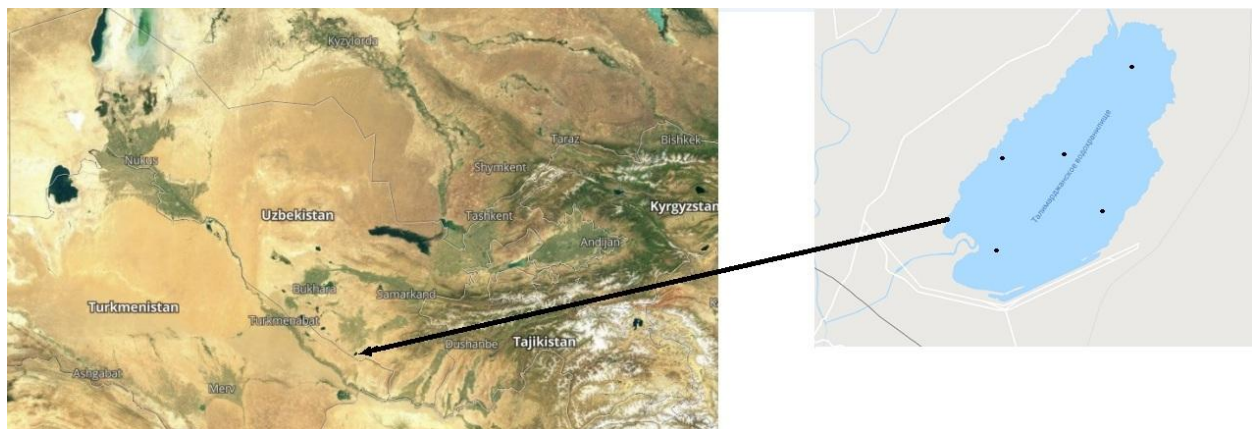 Kyzylorda
Taraz
Bishkek
Nukus
Shymkent
Kyrgyzstan
Uzbekistan
Tashkent
Andijan
Bukhara
Samarkand
Turkmenistan
Turkmenabat
Dushanbe
Tajikistan
Ashgabat
Merv
Талимарджанское водохранилище